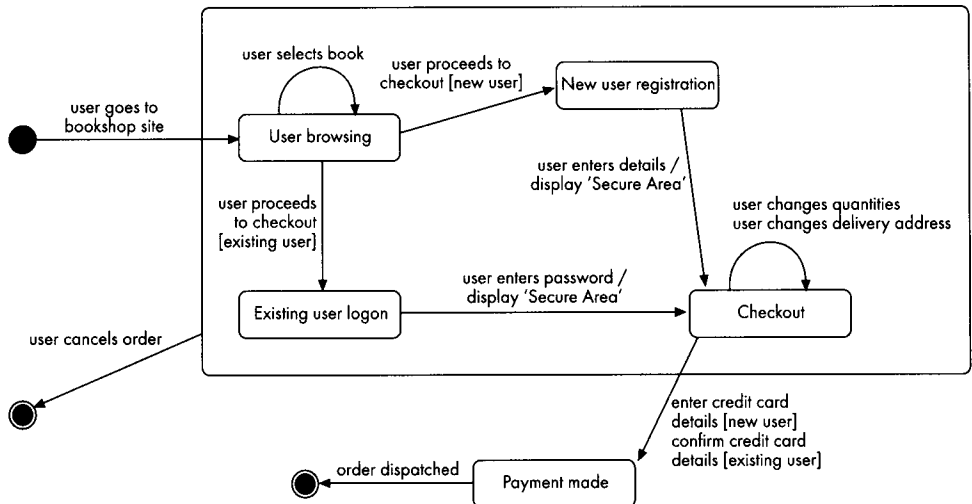 user selects book
user proceeds to
checkout [new user]
New user registration
user goes to
bookshop site
User browsing
user enters details /
display 'Secure Area'
user proceeds
to checkout
[existing user]
user changes quantities
user changes delivery address
user enters password /
display 'Secure Area'
Existing user logon
Checkout
user cancels order
enter credit card
details [new user]
confirm credit card
details [existing user]
order dispatched
Payment made